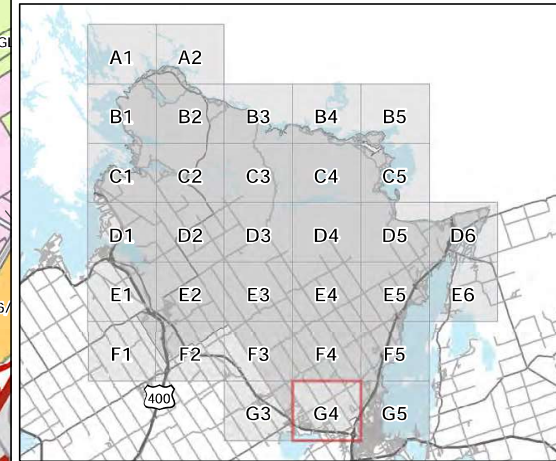 A1 A2
B1 B2 B3 B4 B5
C1 C2 C3 C4 C5
D1 D2 D3 D4 D5 D6
E1 E2 E3 E4 E5 E6
F1 F2 F3 F4 F5
400
G3 G4 G5